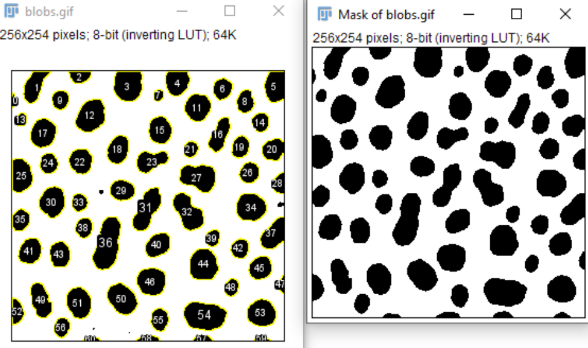 blobs.gif
256x254 pixels; 8-bit (inverting LUT); 64K
Mask of blobs.gif
256x254 pixels; 8-bit (inverting LUT); 64K
1 2 3 4 5
6 7 8 9
11 12 13 14
15 16 17
18 19 20 21
22 23 24 25
26 27 28 29
30 31 32 33 34
35 36 37 38
39 40 41 42 43
44 45 46 47
48 49 50 51 52
53 54 55 56